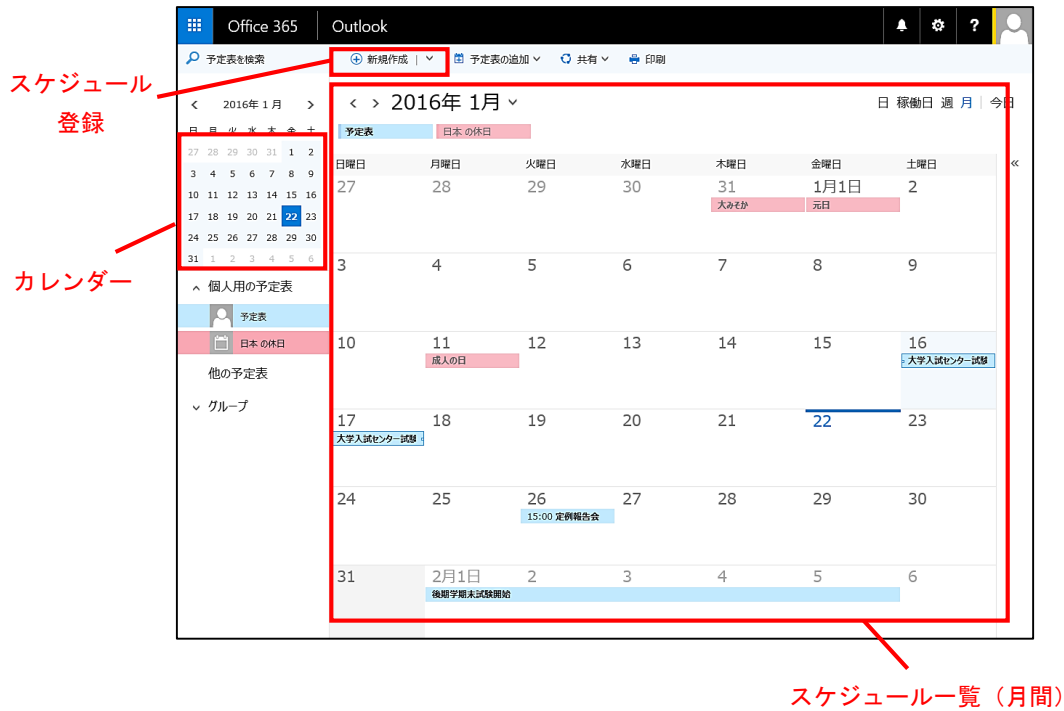 Office 365
Outlook
?
予定表を検索
新規作成
予定表の追加
共有
印刷
スケジュール
登録
2016年 1月
日 月 火 水 木 金 土
27 28 29 30 31 1 2
3 4 5 6 7 8 9
10 11 12 13 14 15 16
17 18 19 20 21 22 23
24 25 26 27 28 29 30
31 1 2 3 4 5 6
カレンダー
個人用の予定表
予定表
日本 の休日
他の予定表
グループ
2016年 1月
日 稼働日 週 月 今日
予定表
日本 の休日
日曜日 月曜日 火曜日 水曜日 木曜日 金曜日 土曜日
27 28 29 30 31 1月1日 2
大みそか 元日
3 4 5 6 7 8 9
10 11 12 13 14 15 16
成人の日 大学入試センター試験
17 18 19 20 21 22 23
大学入試センター試験
24 25 26 27 28 29 30
15:00 定例報告会
31 2月1日 2 3 4 5 6
後期学期末試験開始
スケジュール一覧（月間）